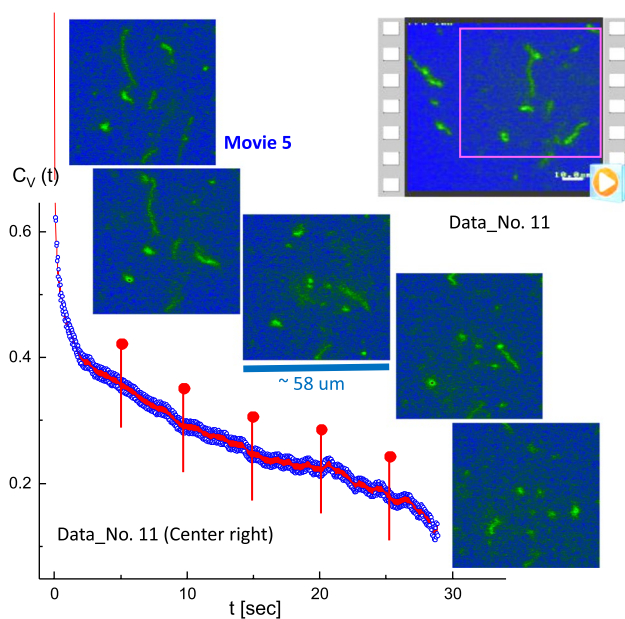 Movie 5
C_V (t)
Data_No. 11
0.6
0.4
~ 58 um
0.2
Data_No. 11 (Center right)
0
10
20
30
t [sec]